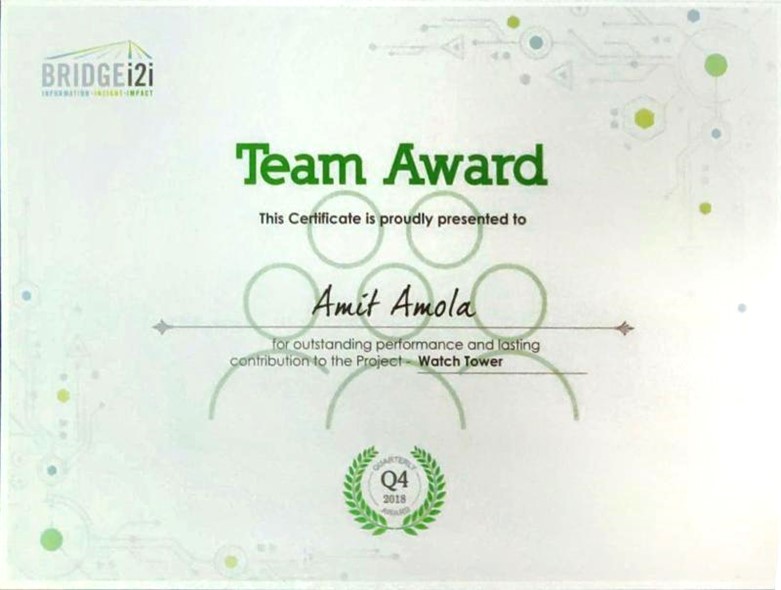 BRIDGEi2i
INFORMATION · INSIGHT · IMPACT
Team Award
This Certificate is proudly presented to
Amit Amola
for outstanding performance and lasting
contribution to the Project - Watch Tower
QUARTERLY
Q4
2018
AWARD